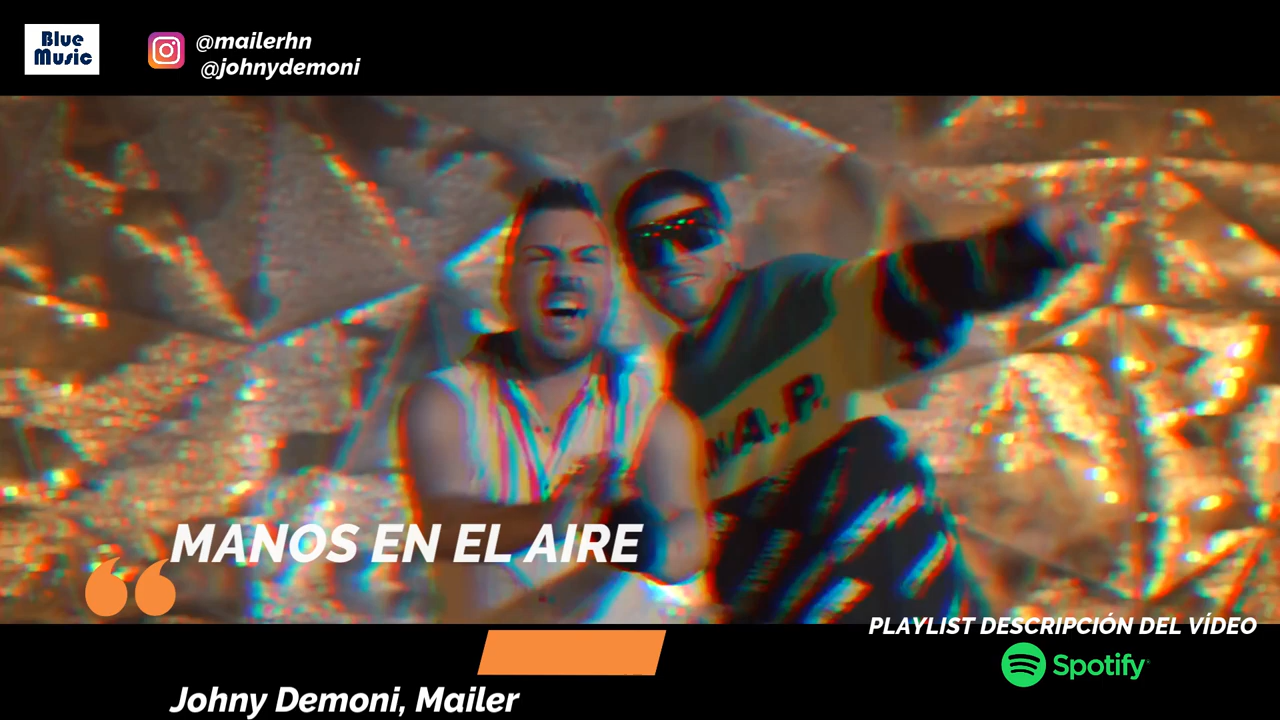 Blue
Music
@mailerhn
@johnydemoni
MANOS EN EL AIRE
PLAYLIST DESCRIPCIÓN DEL VÍDEO
Spotify
Johny Demoni, Mailer